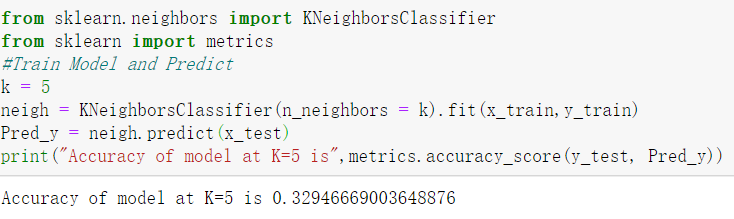 from sklearn.neighbors import KNeighborsClassifier
from sklearn import metrics
#Train Model and Predict
k = 5
neigh = KNeighborsClassifier(n_neighbors = k).fit(x_train,y_train)
Pred_y = neigh.predict(x_test)
print("Accuracy of model at K=5 is",metrics.accuracy_score(y_test, Pred_y))
Accuracy of model at K=5 is 0.32946669003648876